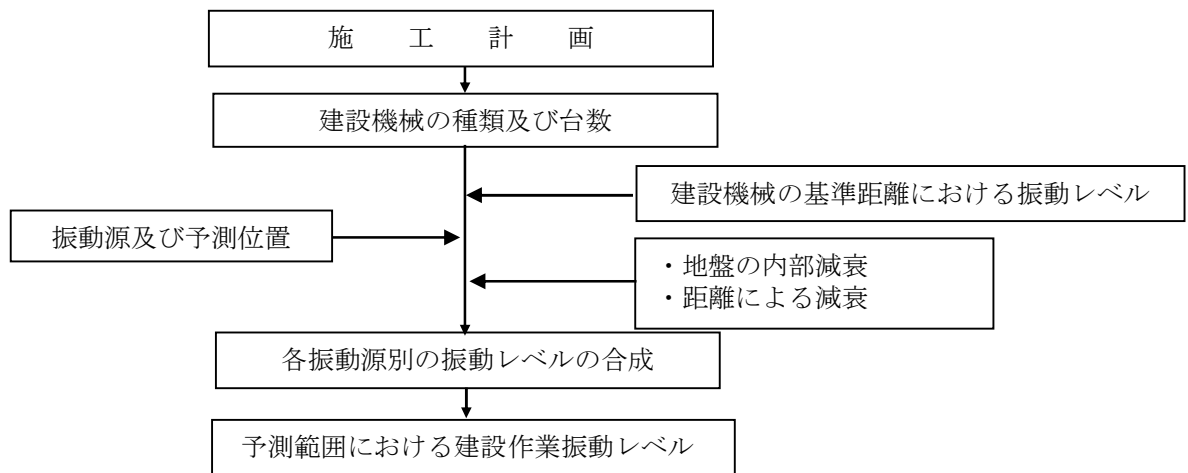 施 工 計 画
建設機械の種類及び台数
建設機械の基準距離における振動レベル
振動源及び予測位置
・地盤の内部減衰
・距離による減衰
各振動源別の振動レベルの合成
予測範囲における建設作業振動レベル